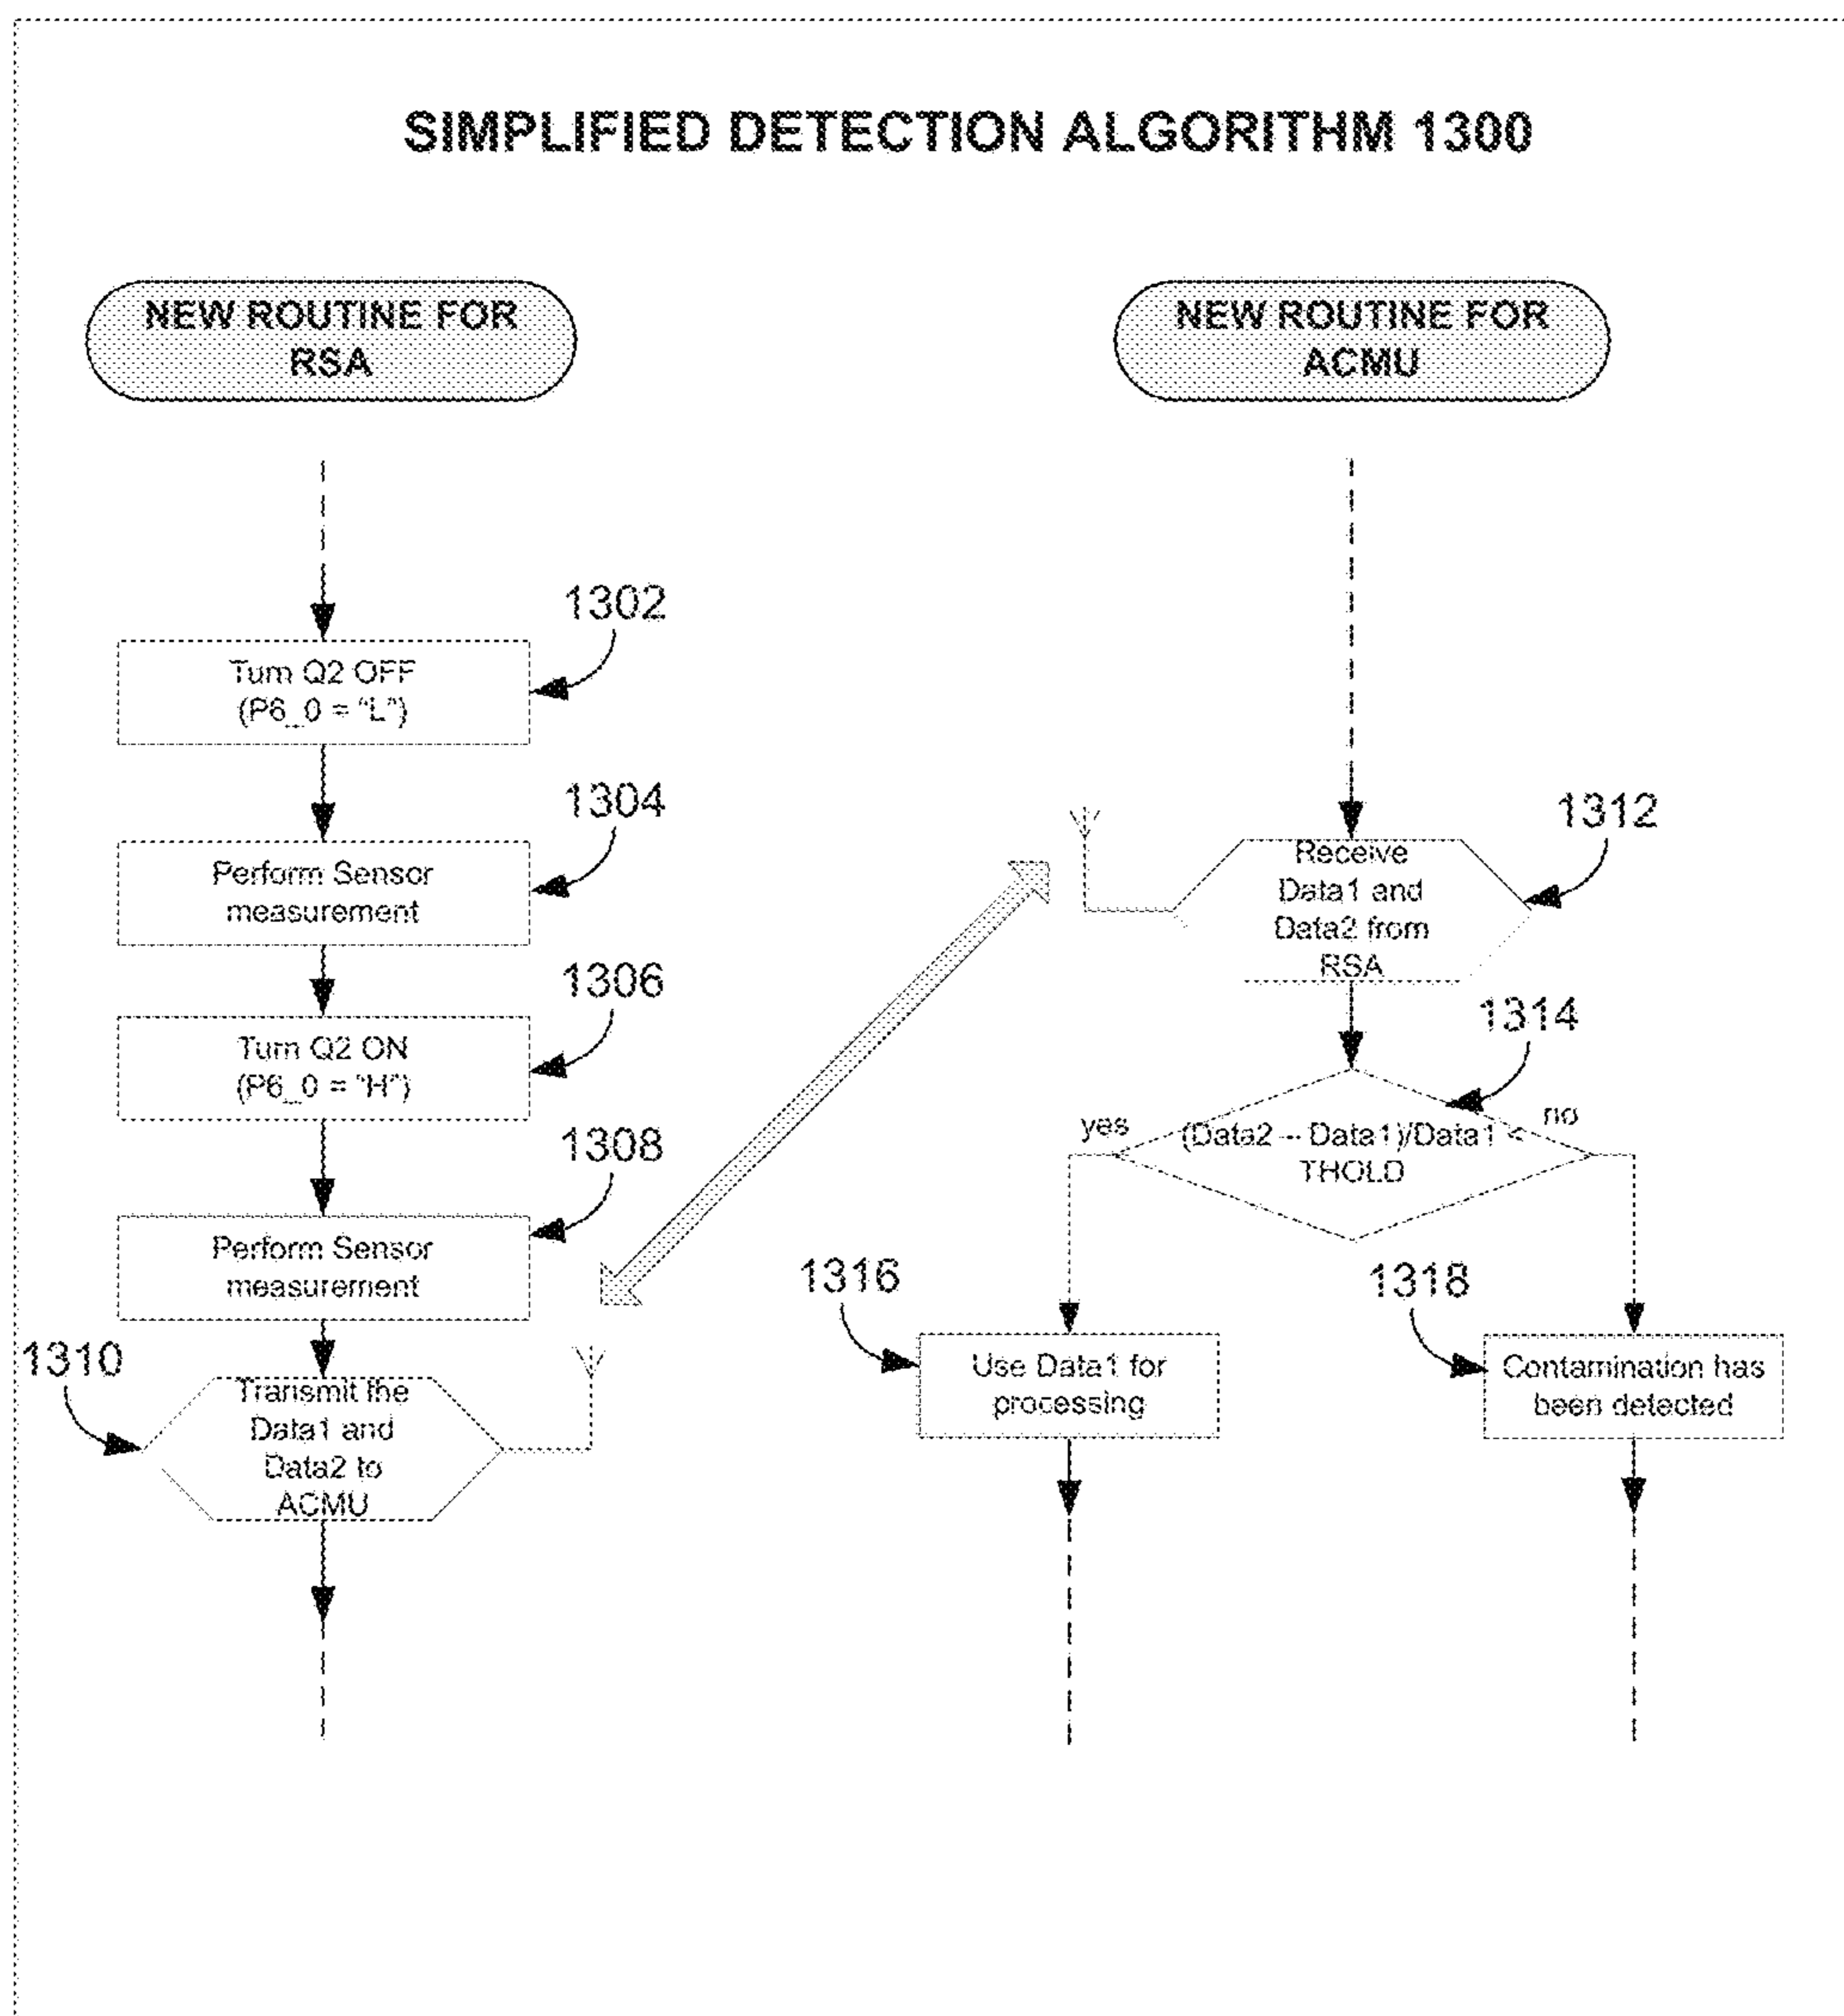 SIMPLIFIED DETECTION ALGORITHM 1300
NEW ROUTINE FOR
RSA
1302
Turn Q2 OFF
(P6_0 = "L")
1304
Perform Sensor
measurement
1306
Turn Q2 ON
(P6_0 = "H")
1308
Perform Sensor
measurement
1310
Transmit the
Data1 and
Data2 to
ACMU
NEW ROUTINE FOR
ACMU
1312
Receive
Data1 and
Data2 from
RSA
1314
yes
(Data2 -- Data1)/Data1 <
THOLD
no
1316
Use Data1 for
processing
1318
Contamination has
been detected